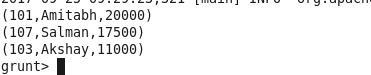 (101,Amitabh,20000)
(107,Salman,17500)
(103,Akshay,11000)
grunt>